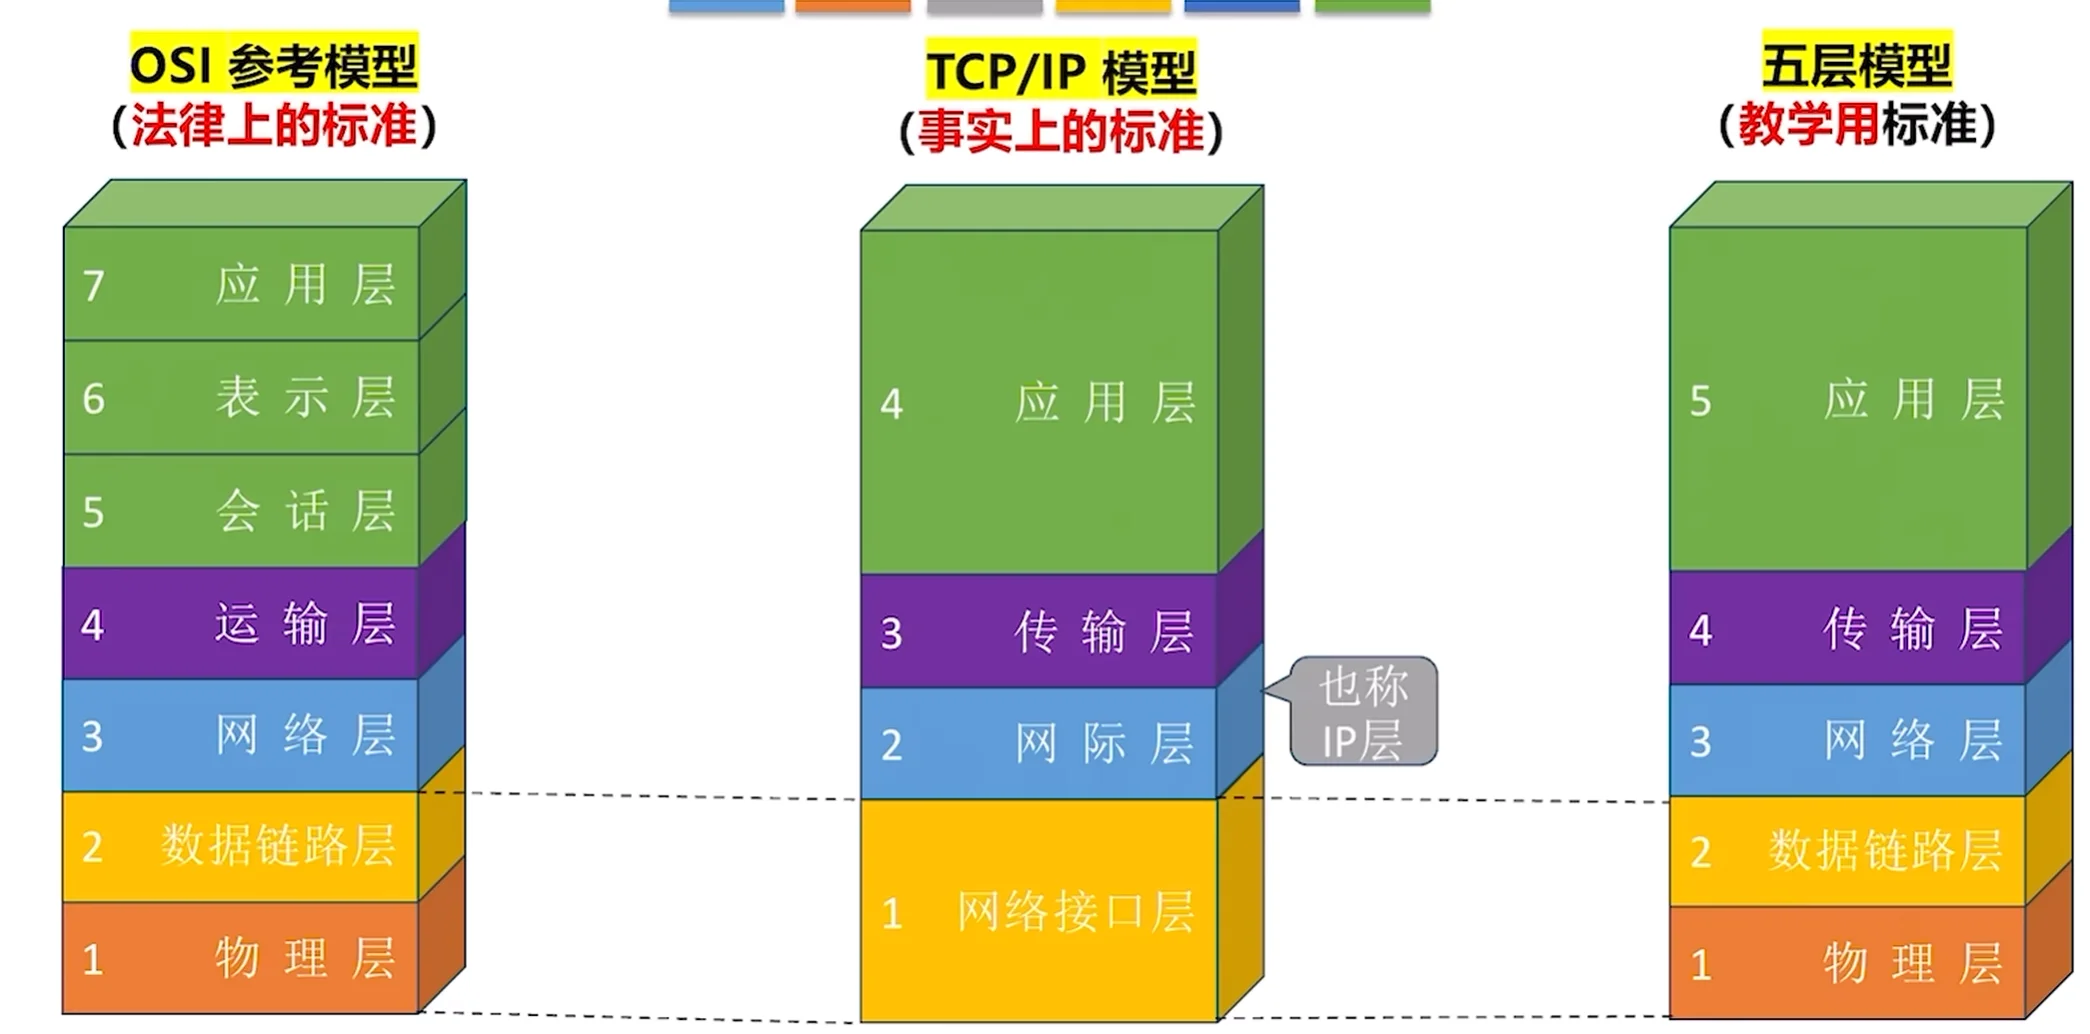 OSI 参考模型
（法律上的标准）
7 应用层
6 表示层
5 会话层
4 运输层
3 网络层
2 数据链路层
1 物理层
TCP/IP 模型
（事实上的标准）
4 应用层
3 传输层
2 网际层
1 网络接口层
也称
IP层
五层模型
（教学用标准）
5 应用层
4 传输层
3 网络层
2 数据链路层
1 物理层